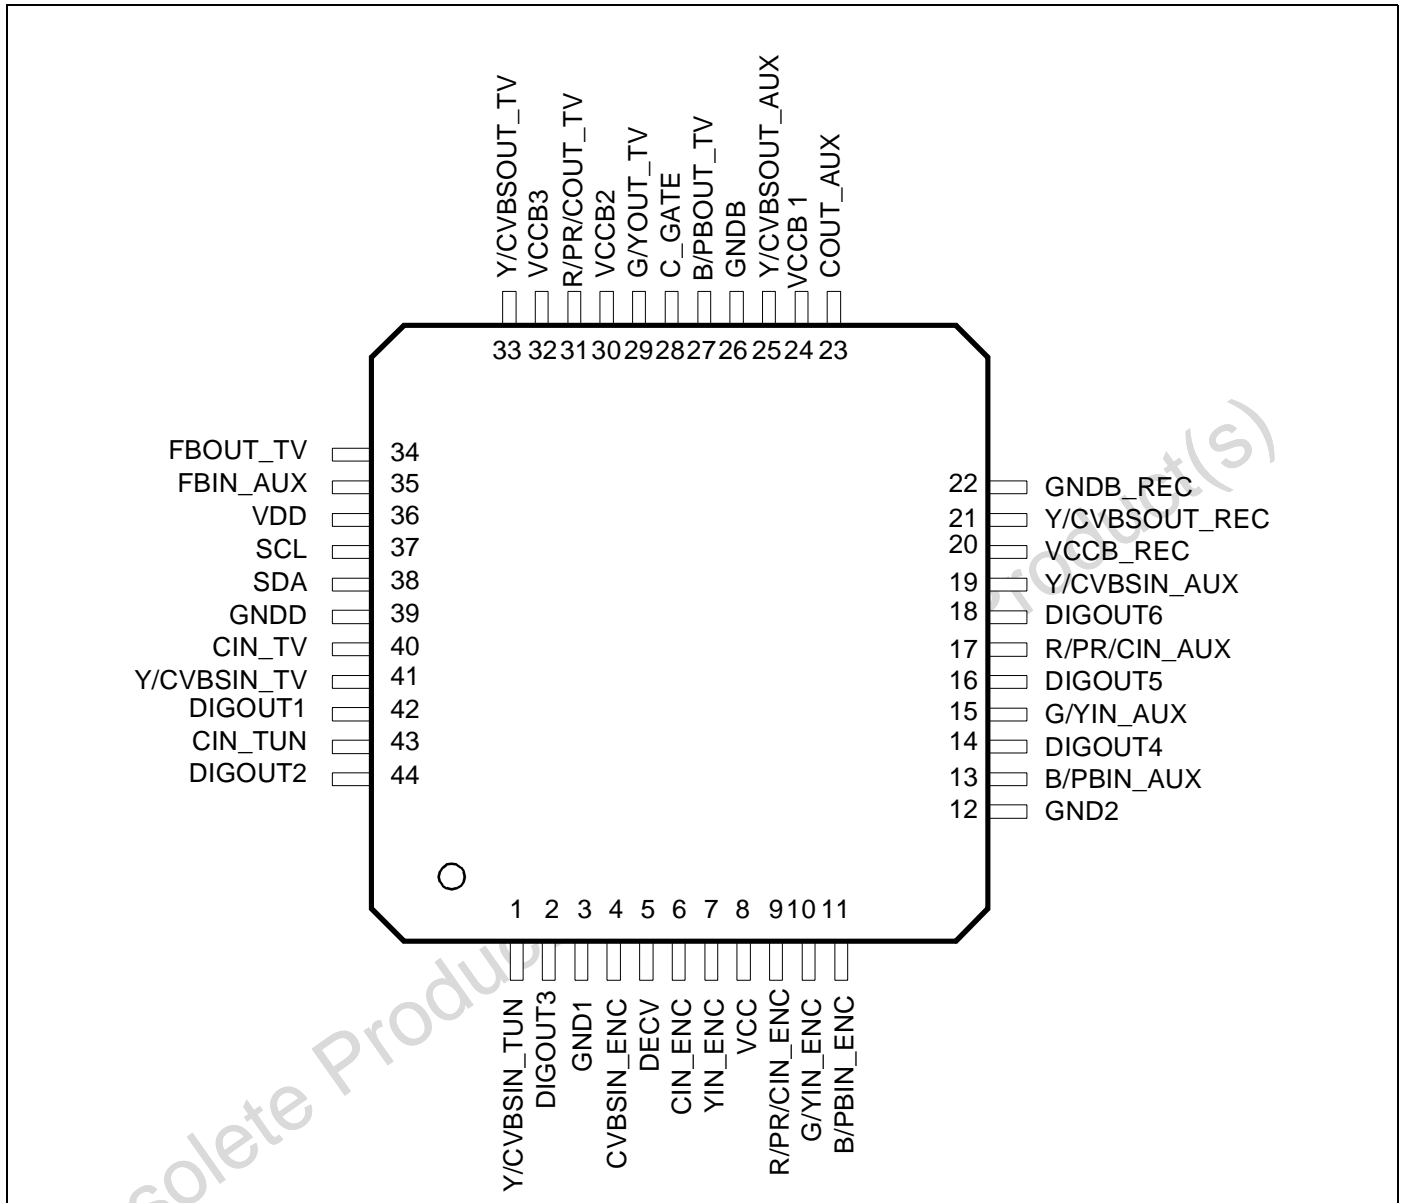 Y/CVBSOUT_TV
VCCB3
R/PR/COUT_TV
VCCB2
G/YOUT_TV
C_GATE
B/PBOUT_TV
GNDB
Y/CVBSOUT_AUX
VCCB 1
COUT_AUX
33 32 31 30 29 28 27 26 25 24 23
FBOUT_TV 34
FBIN_AUX 35
VDD 36
SCL 37
SDA 38
GNDD 39
CIN_TV 40
Y/CVBSIN_TV 41
DIGOUT1 42
CIN_TUN 43
DIGOUT2 44
22 GNDB_REC
21 Y/CVBSOUT_REC
20 VCCB_REC
19 Y/CVBSIN_AUX
18 DIGOUT6
17 R/PR/CIN_AUX
16 DIGOUT5
15 G/YIN_AUX
14 DIGOUT4
13 B/PBIN_AUX
12 GND2
1 2 3 4 5 6 7 8 9 10 11
Y/CVBSIN_TUN
DIGOUT3
GND1
CVBSIN_ENC
DECV
CIN_ENC
YIN_ENC
VCC
R/PR/CIN_ENC
G/YIN_ENC
B/PBIN_ENC
solete Produc
Product(s)